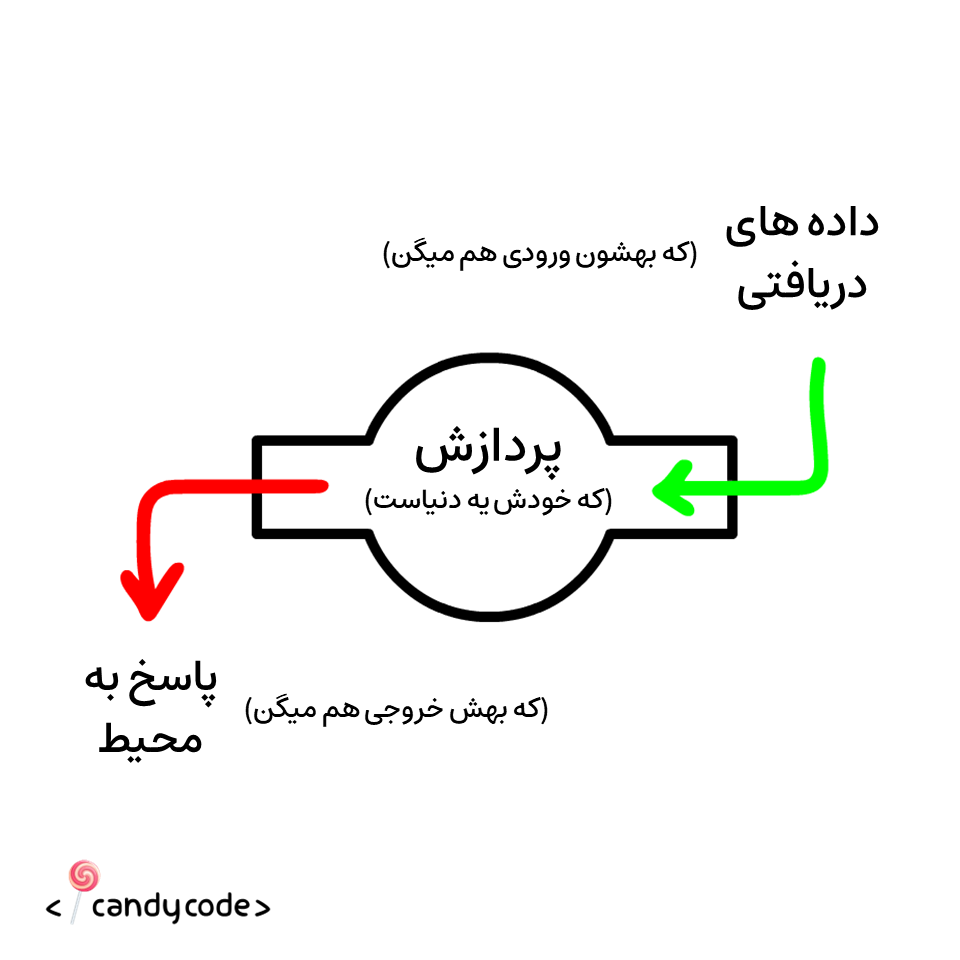 داده های
دریافتی
(که بهشون ورودی هم میگن)
پردازش
(که خودش یه دنیاست)
پاسخ به
محیط
(که بهش خروجی هم میگن)
</candycode>